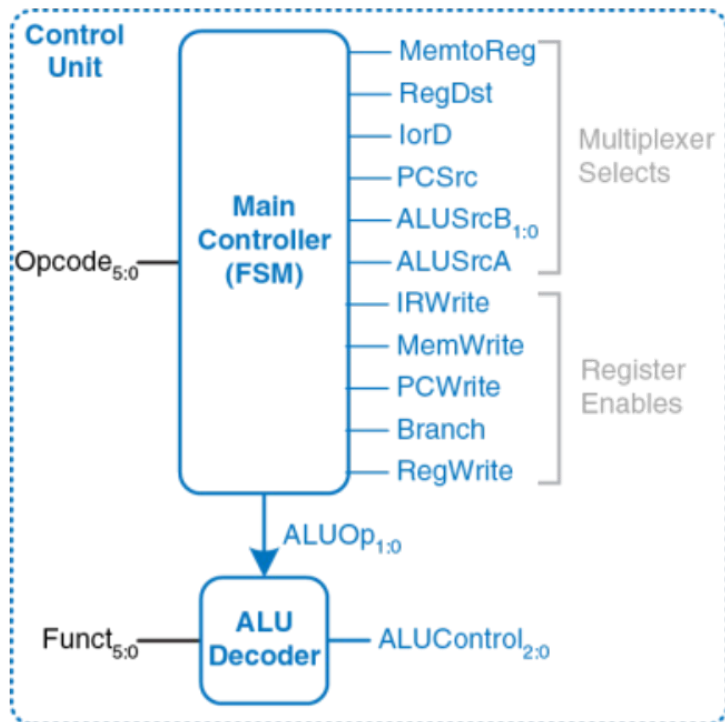 Control
Unit
Main
Controller
(FSM)
Opcode5:0
MemtoReg
RegDst
IorD
PCSrc
ALUSrcB1:0
ALUSrcA
Multiplexer
Selects
IRWrite
MemWrite
PCWrite
Branch
RegWrite
Register
Enables
ALUOp1:0
Funct5:0
ALU
Decoder
ALUControl2:0